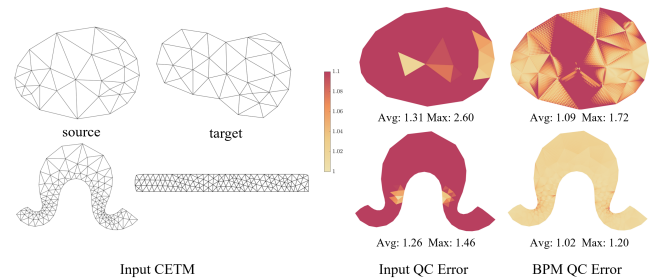 source
target
1.1
1.08
1.06
1.04
1.02
1
Avg: 1.31 Max: 2.60
Avg: 1.09 Max: 1.72
Avg: 1.26 Max: 1.46
Avg: 1.02 Max: 1.20
Input CETM
Input QC Error
BPM QC Error